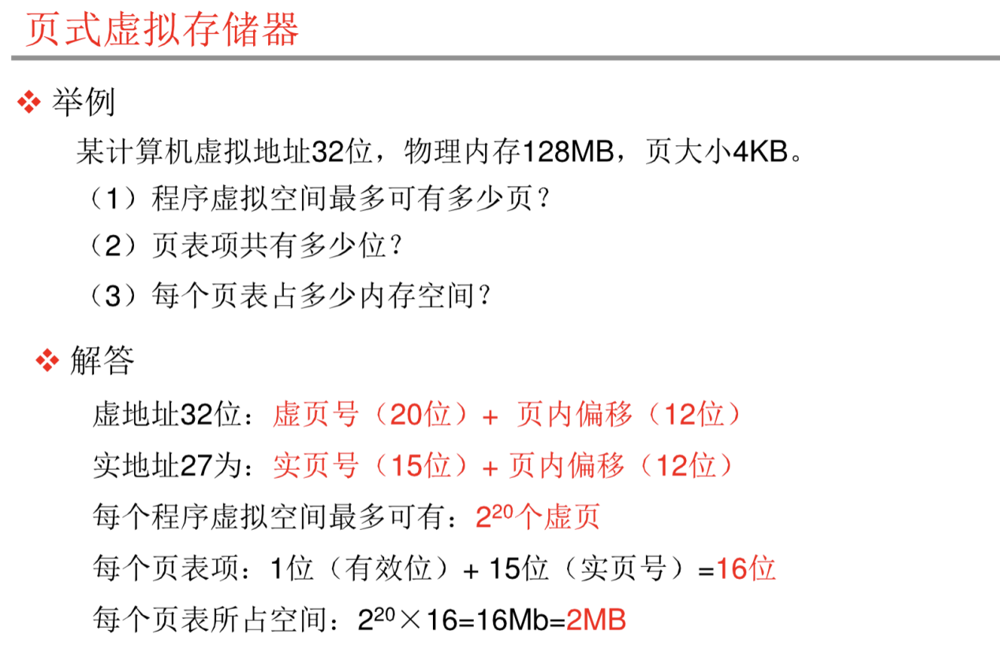 页式虚拟存储器
举例
某计算机虚拟地址32位，物理内存128MB，页大小4KB。
（1）程序虚拟空间最多可有多少页？
（2）页表项共有多少位？
（3）每个页表占多少内存空间？
解答
虚地址32位：虚页号（20位）+ 页内偏移（12位）
实地址27为：实页号（15位）+ 页内偏移（12位）
每个程序虚拟空间最多可有：2²⁰个虚页
每个页表项：1位（有效位）+ 15位（实页号）=16位
每个页表所占空间：2²⁰×16=16Mb=2MB